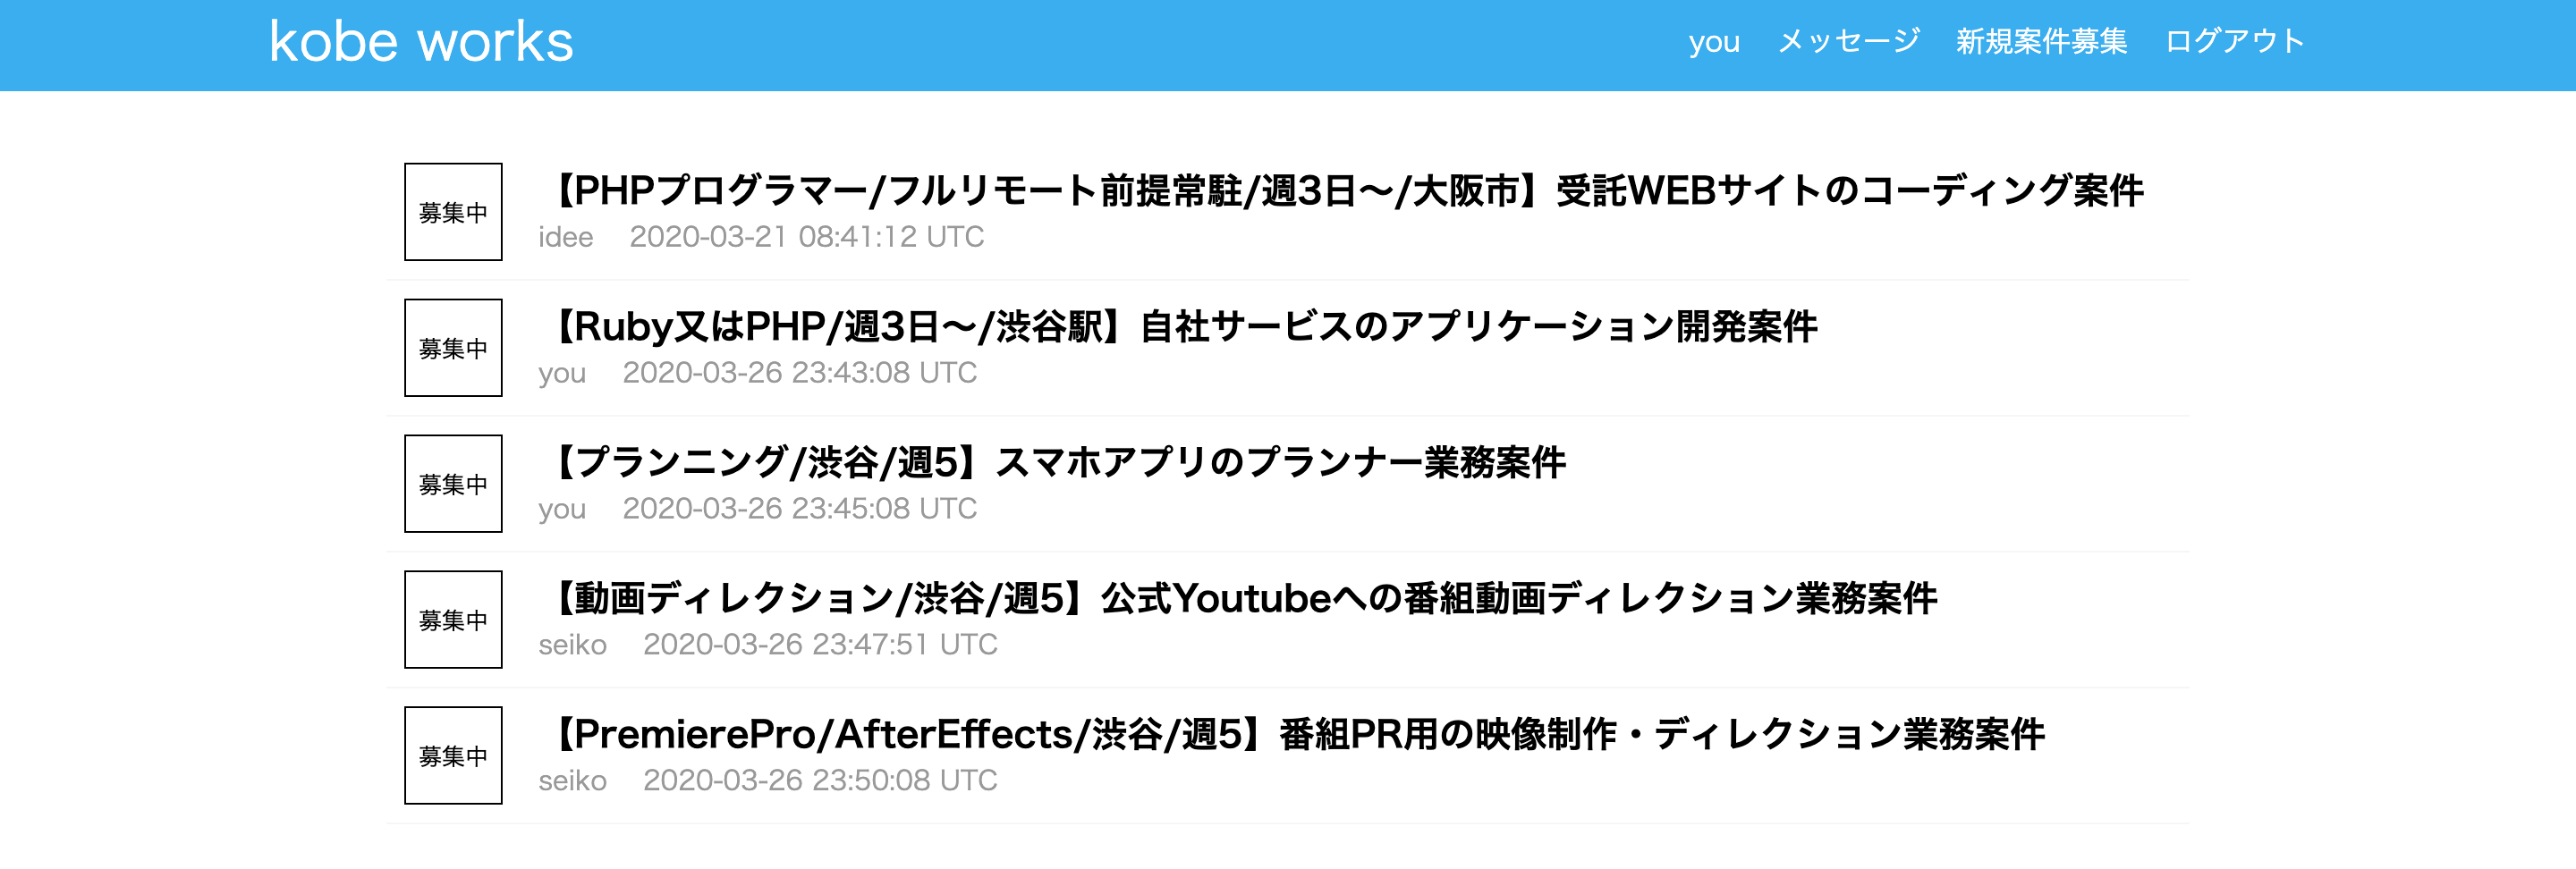 kobe works
you メッセージ 新規案件募集 ログアウト
募集中
【PHPプログラマー/フルリモート前提常駐/週3日〜/大阪市】受託WEBサイトのコーディング案件
idee 2020-03-21 08:41:12 UTC
募集中
【Ruby又はPHP/週3日〜/渋谷駅】自社サービスのアプリケーション開発案件
you 2020-03-26 23:43:08 UTC
募集中
【プランニング/渋谷/週5】スマホアプリのプランナー業務案件
you 2020-03-26 23:45:08 UTC
募集中
【動画ディレクション/渋谷/週5】公式Youtubeへの番組動画ディレクション業務案件
seiko 2020-03-26 23:47:51 UTC
募集中
【PremierePro/AfterEffects/渋谷/週5】番組PR用の映像制作・ディレクション業務案件
seiko 2020-03-26 23:50:08 UTC